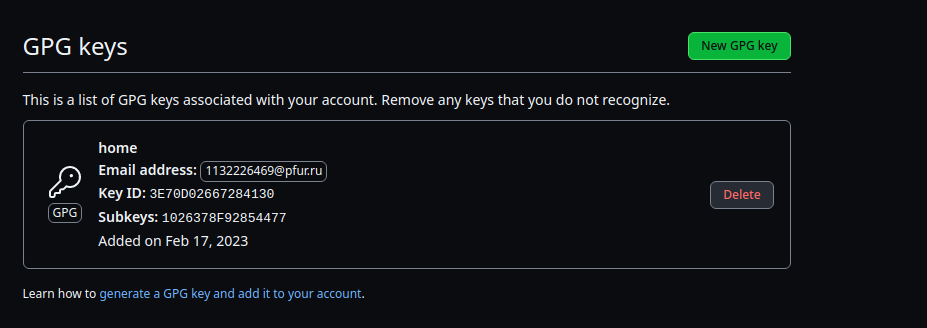 GPG keys
New GPG key
This is a list of GPG keys associated with your account. Remove any keys that you do not recognize.
home
Email address: 1132226469@pfur.ru
Key ID: 3E70D02667284130
GPG
Subkeys: 1026378F92854477
Added on Feb 17, 2023
Delete
Learn how to generate a GPG key and add it to your account.